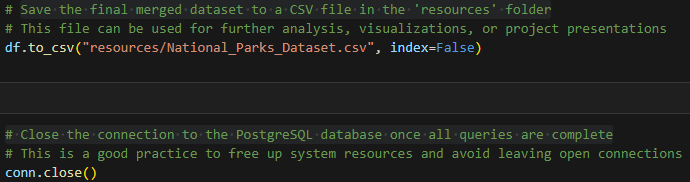 # Save the final merged dataset to a CSV file in the 'resources' folder
# This file can be used for further analysis, visualizations, or project presentations
df.to_csv("resources/National_Parks_Dataset.csv", index=False)
# Close the connection to the PostgreSQL database once all queries are complete
# This is a good practice to free up system resources and avoid leaving open connections
conn.close()